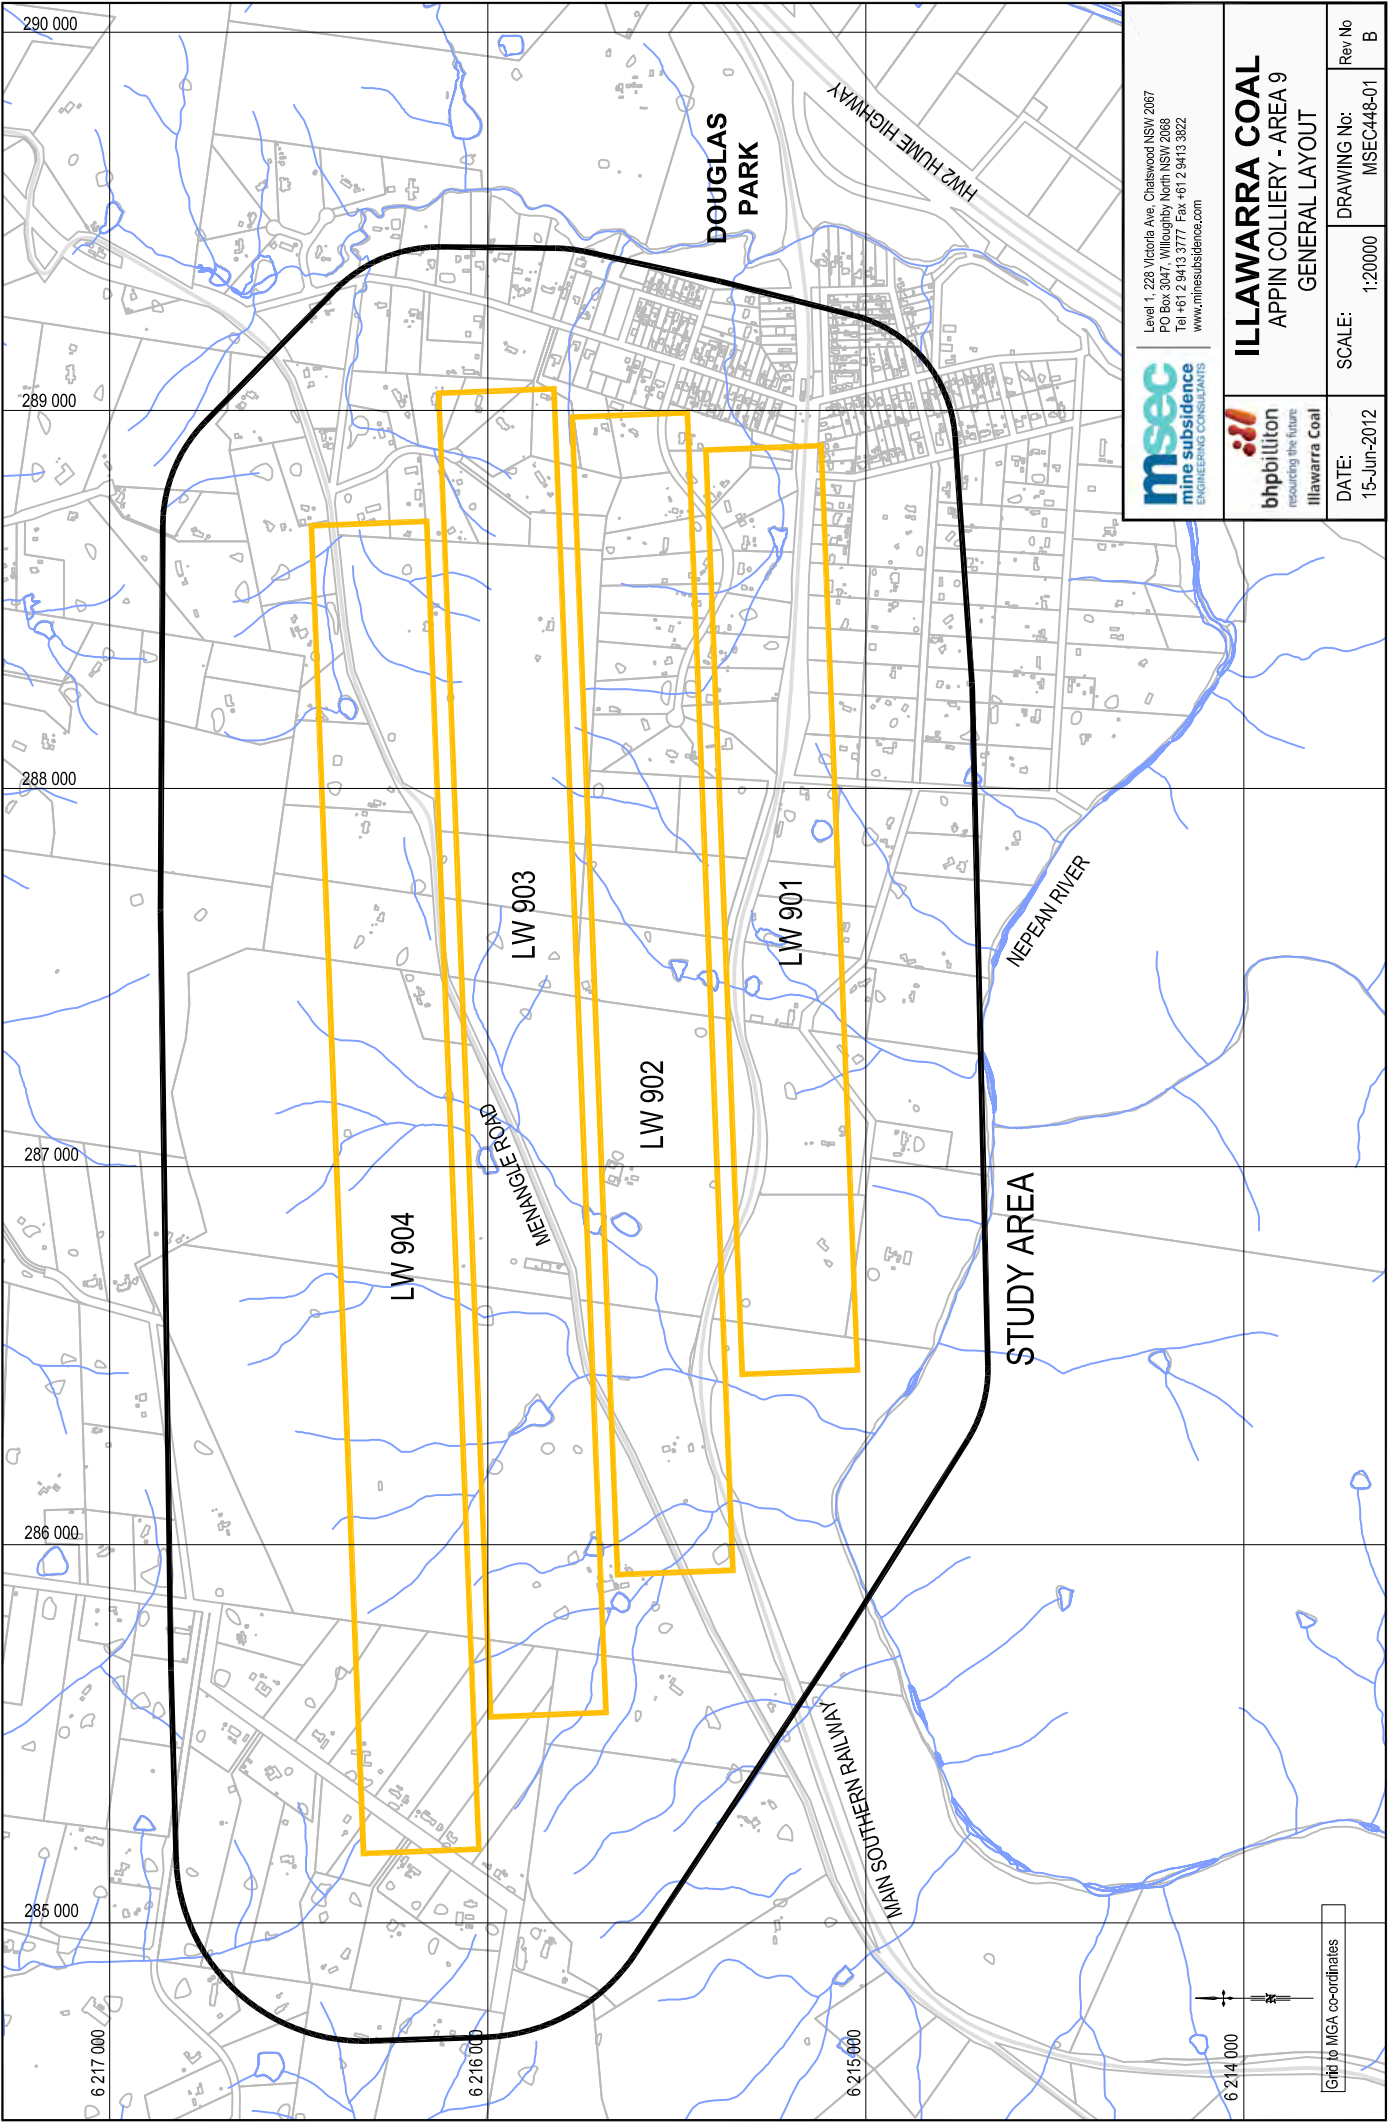 290 000
289 000
288 000
287 000
286 000
285 000
6 217 000
6 216 000
6 215 000
6 214 000
DOUGLAS
PARK
HW2 HUME HIGHWAY
LW 901
LW 902
LW 903
LW 904
MENANGLE ROAD
NEPEAN RIVER
STUDY AREA
MAIN SOUTHERN RAILWAY
N
Grid to MGA co-ordinates
msec
mine subsidence
ENGINEERING CONSULTANTS
Level 1, 228 Victoria Ave, Chatswood NSW 2067
PO Box 3047, Willoughby North NSW 2068
Tel +61 2 9413 3777 Fax +61 2 9413 3822
www.minesubsidence.com
bhpbilliton
resourcing the future
Illawarra Coal
ILLAWARRA COAL
APPIN COLLIERY - AREA 9
GENERAL LAYOUT
DATE:
15-Jun-2012
SCALE:
1:20000
DRAWING No:
MSEC448-01
Rev No
B